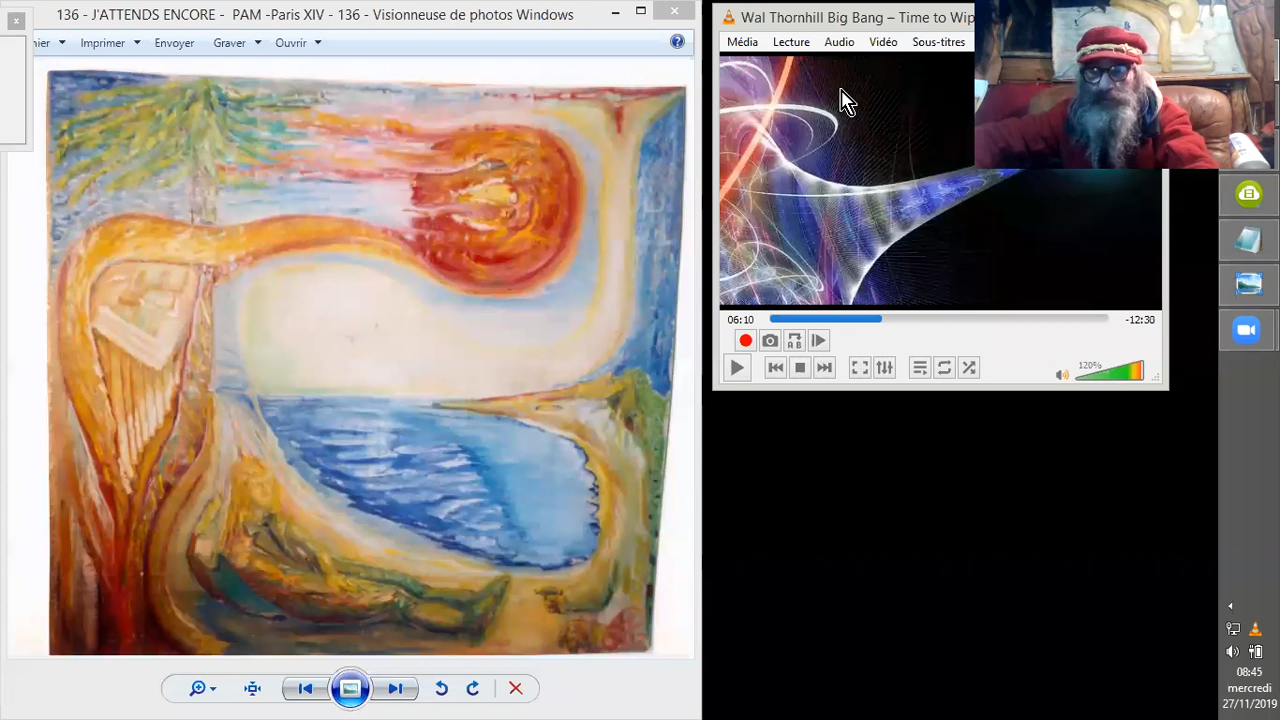 136 - J'ATTENDS ENCORE - PAM -Paris XIV - 136 - Visionneuse de photos Windows
Imprimer Envoyer Graver Ouvrir
Wal Thornhill Big Bang – Time to Wip
Média Lecture Audio Vidéo Sous-titres
06:10 -12:30
A B
120%
08:45
mercredi
27/11/2019